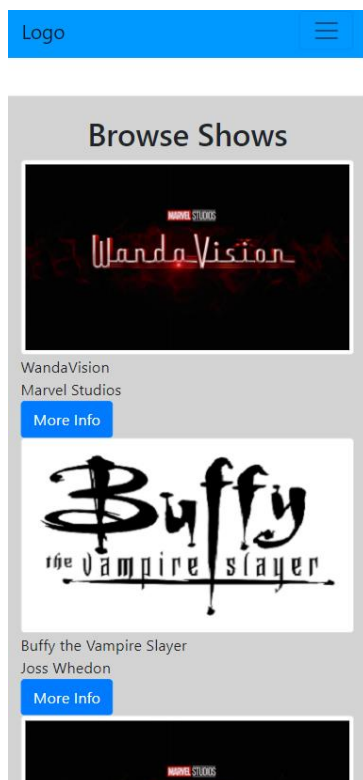 Logo
Browse Shows
MARVEL STUDIOS
WandaVision
WandaVision
Marvel Studios
More Info
Buffy
the vampire slayer
Buffy the Vampire Slayer
Joss Whedon
More Info
MARVEL STUDIOS